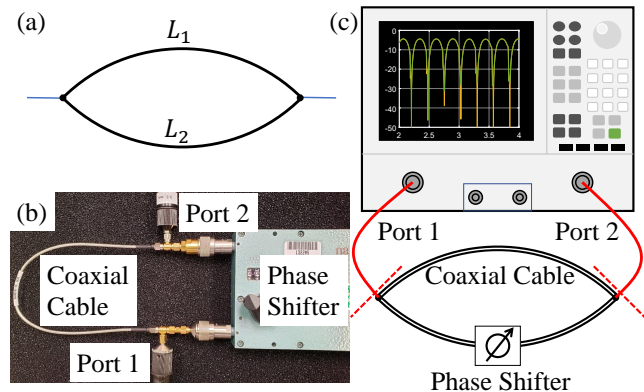 (a)
L₁
L₂
(b)
Port 2
Coaxial
Cable
Phase
Shifter
Port 1
(c)
0
-10
-20
-30
-40
-50
2 2.5 3 3.5 4
Port 1
Port 2
Coaxial Cable
Phase Shifter